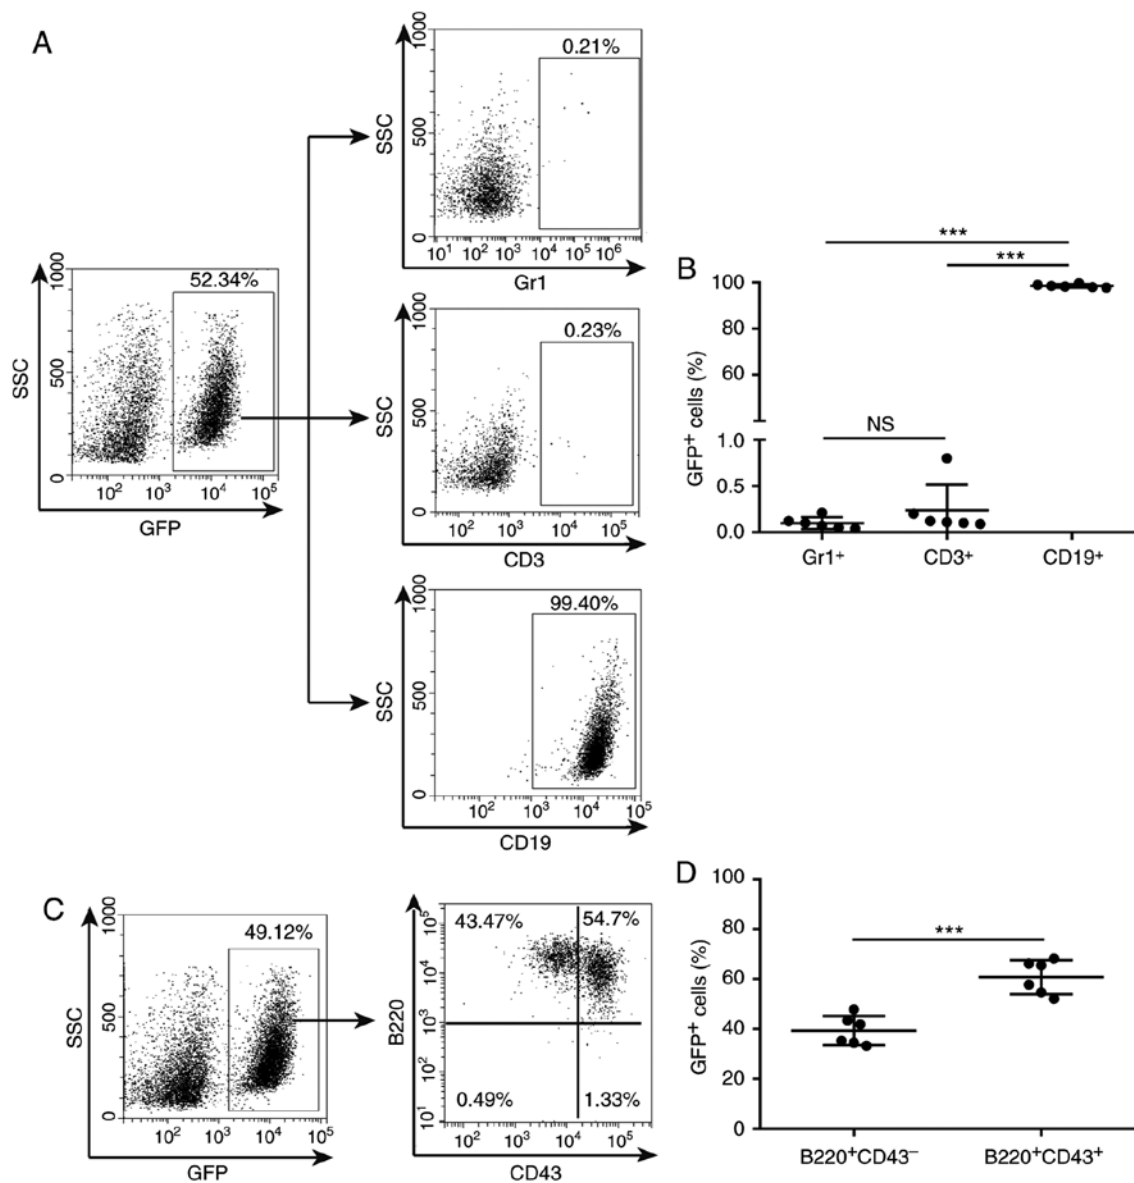 A
1000
500
0
SSC
0.21%
10¹ 10² 10³ 10⁴ 10⁵ 10⁶
Gr1
1000
500
0
SSC
52.34%
10² 10³ 10⁴ 10⁵
GFP
1000
500
0
SSC
0.23%
10² 10³ 10⁴ 10⁵
CD3
1000
500
0
SSC
99.40%
10² 10³ 10⁴ 10⁵
CD19
B
***
***
NS
GFP⁺ cells (%)
100
80
60
1.0
0.5
0.0
Gr1⁺ CD3⁺ CD19⁺
C
1000
500
0
SSC
49.12%
10² 10³ 10⁴ 10⁵
GFP
43.47% 54.7%
0.49% 1.33%
B220
10⁵
10⁴
10³
10²
10¹
10² 10³ 10⁴ 10⁵
CD43
D
***
GFP⁺ cells (%)
100
80
60
40
20
0
B220⁺CD43⁻ B220⁺CD43⁺